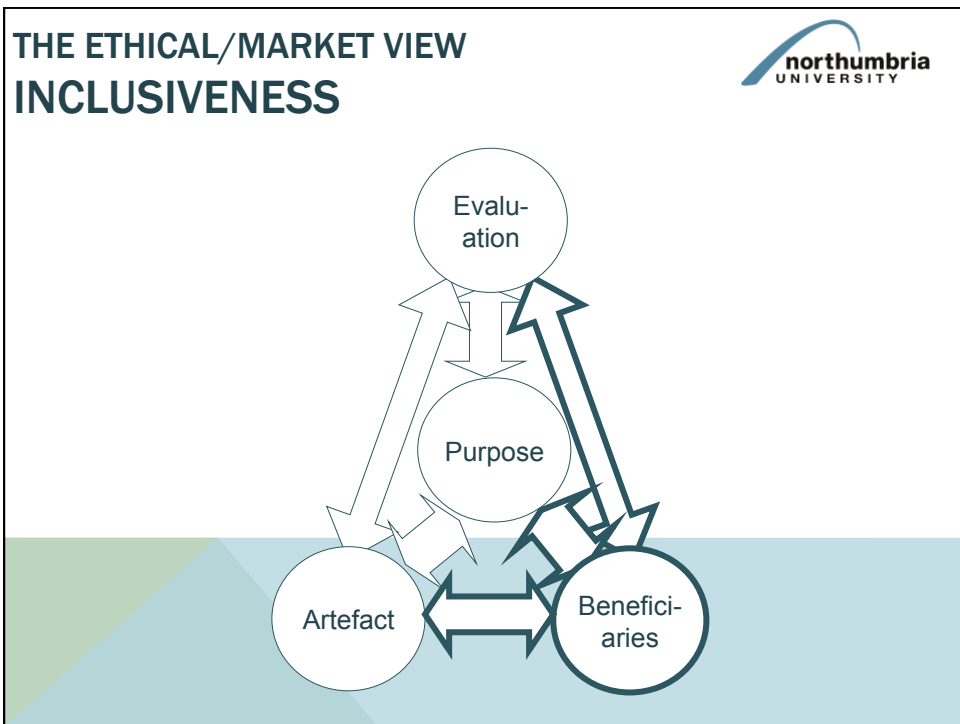 THE ETHICAL/MARKET VIEW
INCLUSIVENESS
northumbria
UNIVERSITY
Evalu-
ation
Purpose
Artefact
Benefici-
aries